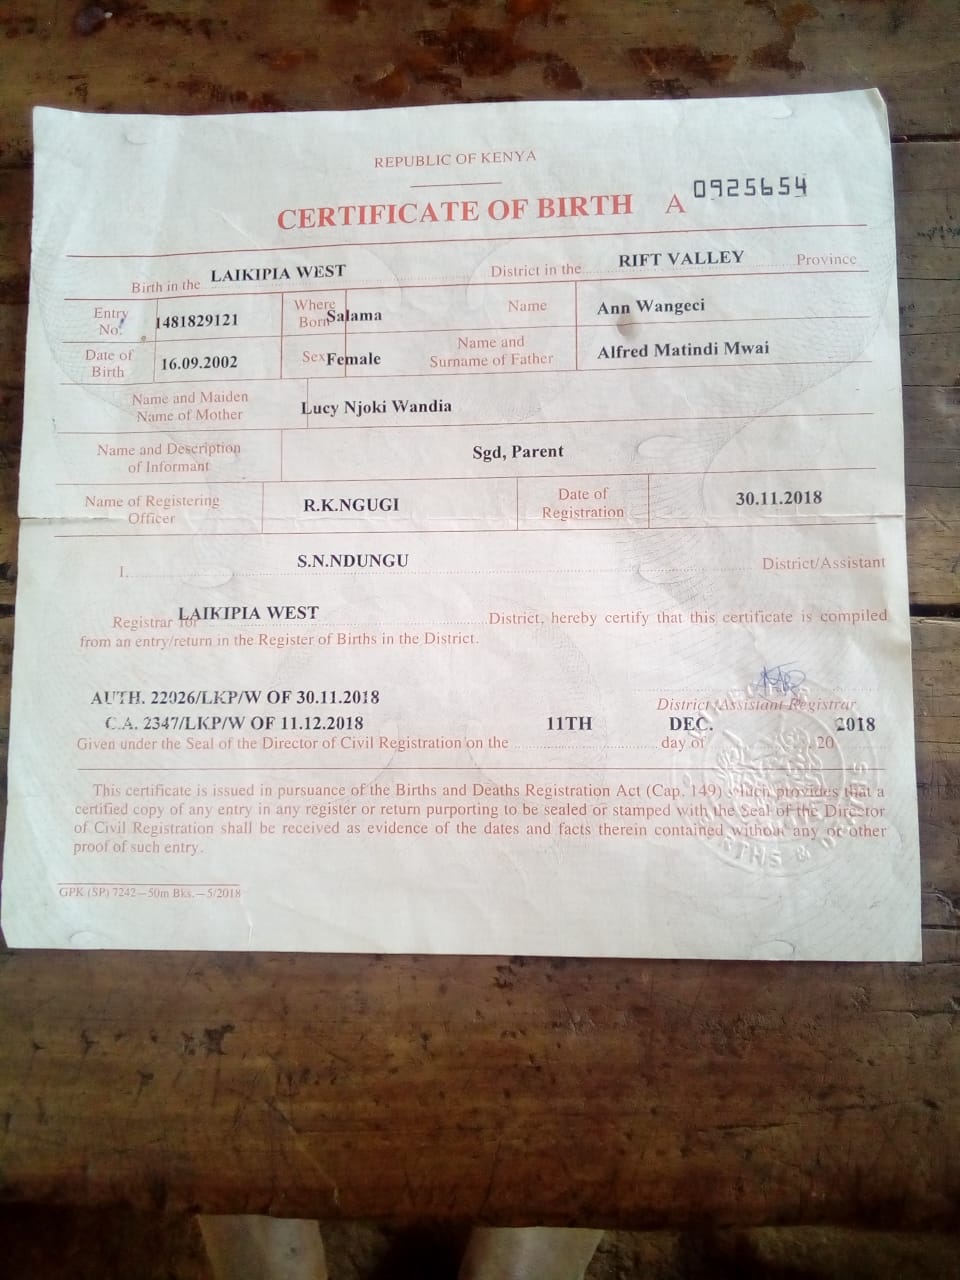 REPUBLIC OF KENYA
CERTIFICATE OF BIRTH A 0925654
Birth in the LAIKIPIA WEST District in the RIFT VALLEY Province
Entry No. 1481829121 Where Born Salama Name Ann Wangeci
Date of Birth 16.09.2002 Sex Female Name and Surname of Father Alfred Matindi Mwai
Name and Maiden Name of Mother Lucy Njoki Wandia
Name and Description of Informant Sgd, Parent
Name of Registering Officer R.K.NGUGI Date of Registration 30.11.2018
I, S.N.NDUNGU District/Assistant
Registrar for LAIKIPIA WEST District, hereby certify that this certificate is compiled
from an entry/return in the Register of Births in the District.
AUTH. 22026/LKP/W OF 30.11.2018
District/Assistant Registrar
C.A. 2347/LKP/W OF 11.12.2018 11TH DEC. 2018
Given under the Seal of the Director of Civil Registration on the day of 20
This certificate is issued in pursuance of the Births and Deaths Registration Act (Cap. 149) which provides that a
certified copy of any entry in any register or return purporting to be sealed or stamped with the Seal of the Director
of Civil Registration shall be received as evidence of the dates and facts therein contained without any or other
proof of such entry.
GPK (SP) 7242—50m Bks.—5/2018